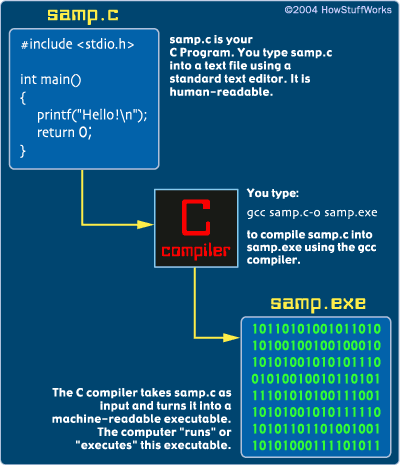 samp.c
©2004 HowStuffWorks
#include <stdio.h>
int main()
{
printf("Hello!\n");
return 0;
}
samp.c is your
C Program. You type samp.c
into a text file using a
standard text editor. It is
human-readable.
C
compiler
You type:
gcc samp.c-o samp.exe
to compile samp.c into
samp.exe using the gcc
compiler.
samp.exe
10110101001011010
10100100100100010
10101001010101110
01010010010110101
11101010100111001
10101001010111110
10101101101001001
10101000111101011
The C compiler takes samp.c as
Input and turns it into a
machine-readable executable.
The computer "runs" or
"executes" this executable.